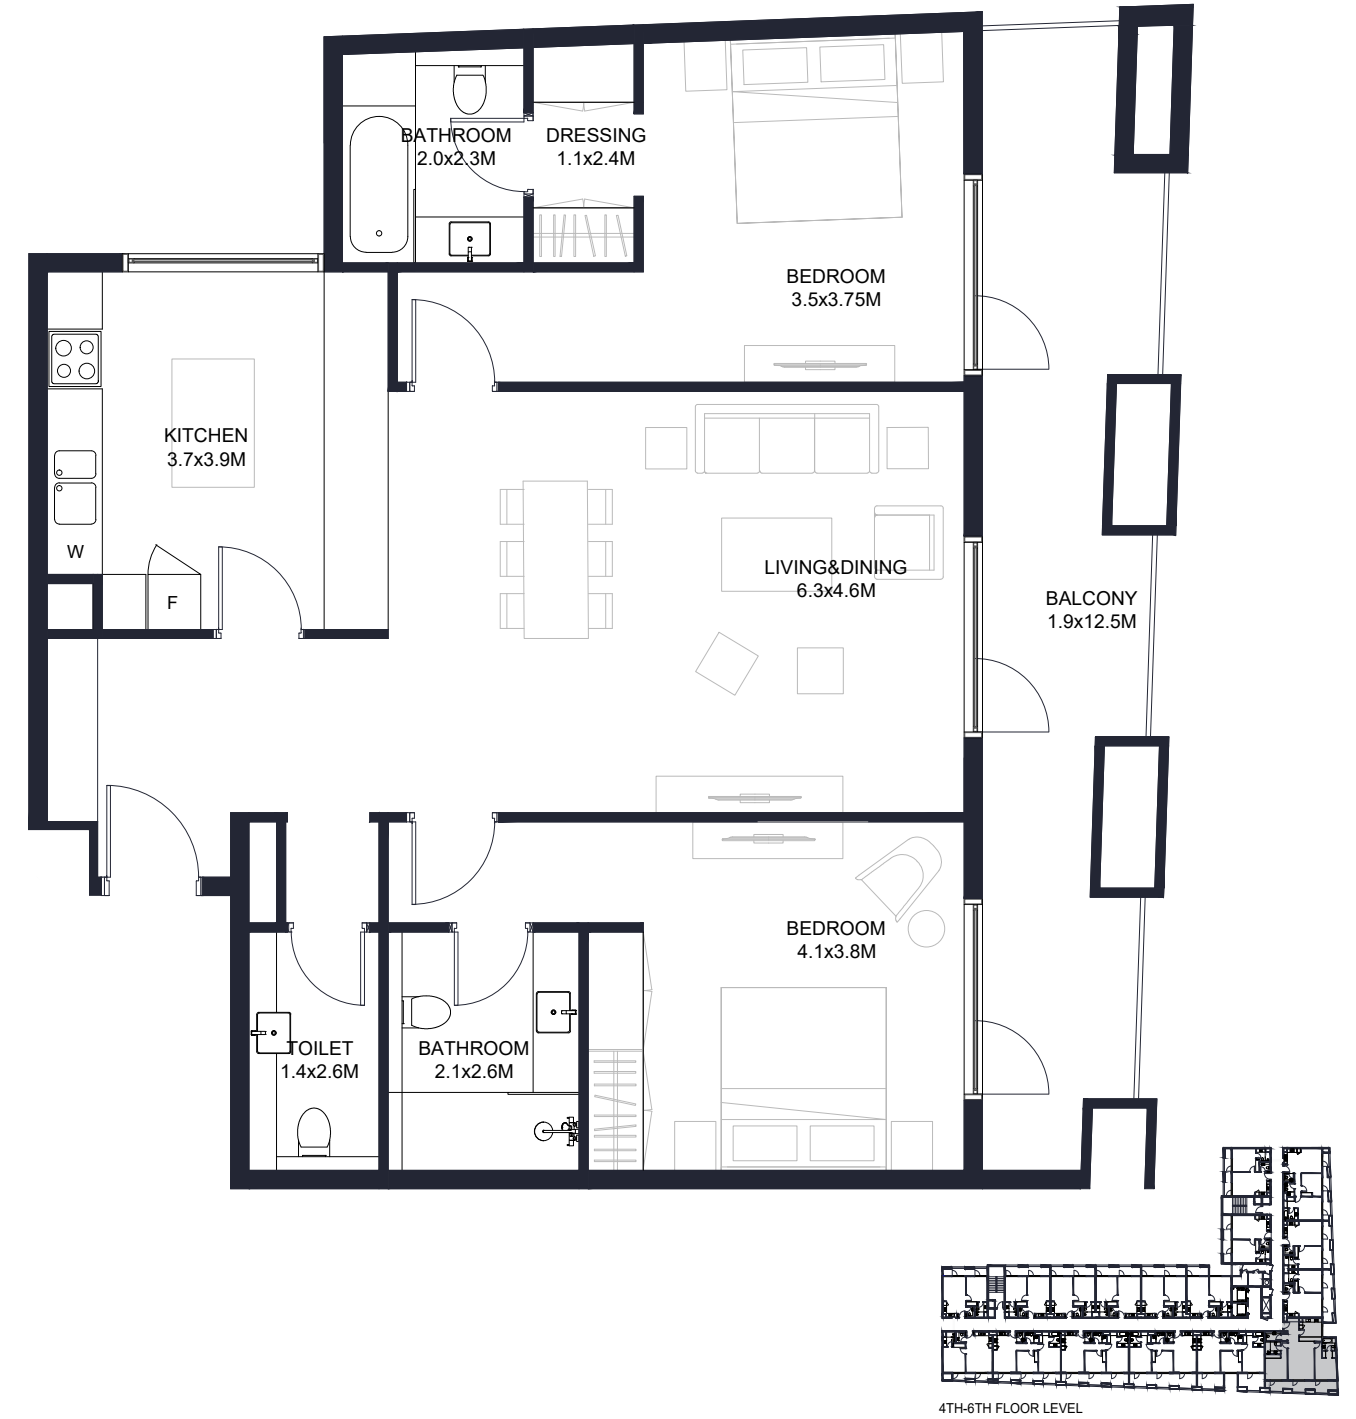 BATHROOM
2.0x2.3M
DRESSING
1.1x2.4M
BEDROOM
3.5x3.75M
KITCHEN
3.7x3.9M
W
F
LIVING&DINING
6.3x4.6M
BALCONY
1.9x12.5M
BEDROOM
4.1x3.8M
TOILET
1.4x2.6M
BATHROOM
2.1x2.6M
4TH-6TH FLOOR LEVEL